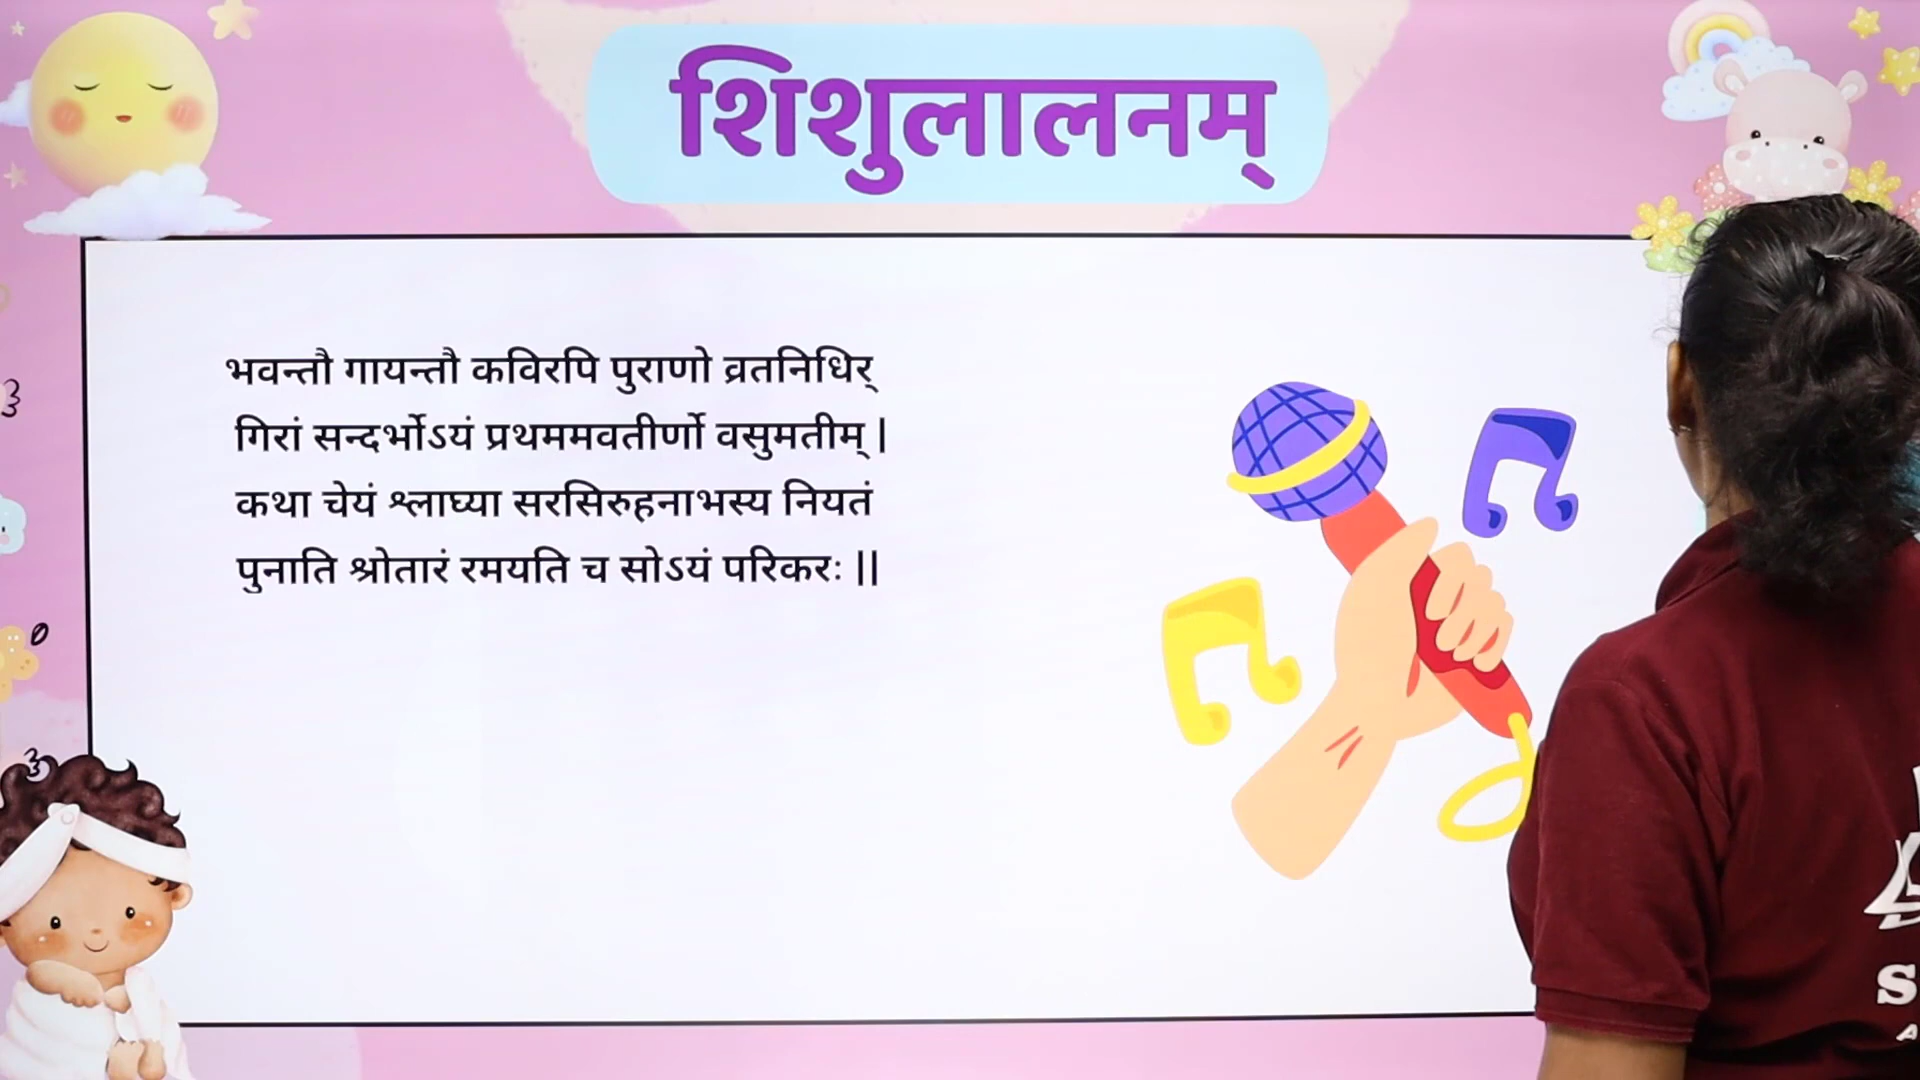 शिशुलालनम्
भवन्तौ गायन्तौ कविरपि पुराणो व्रतनिधिर्
गिरां सन्दर्भोऽयं प्रथममवतीर्णो वसुमतीम् |
कथा चेयं श्लाघ्या सरसिरुहनाभस्य नियतं
पुनाति श्रोतारं रमयति च सोऽयं परिकरः ||